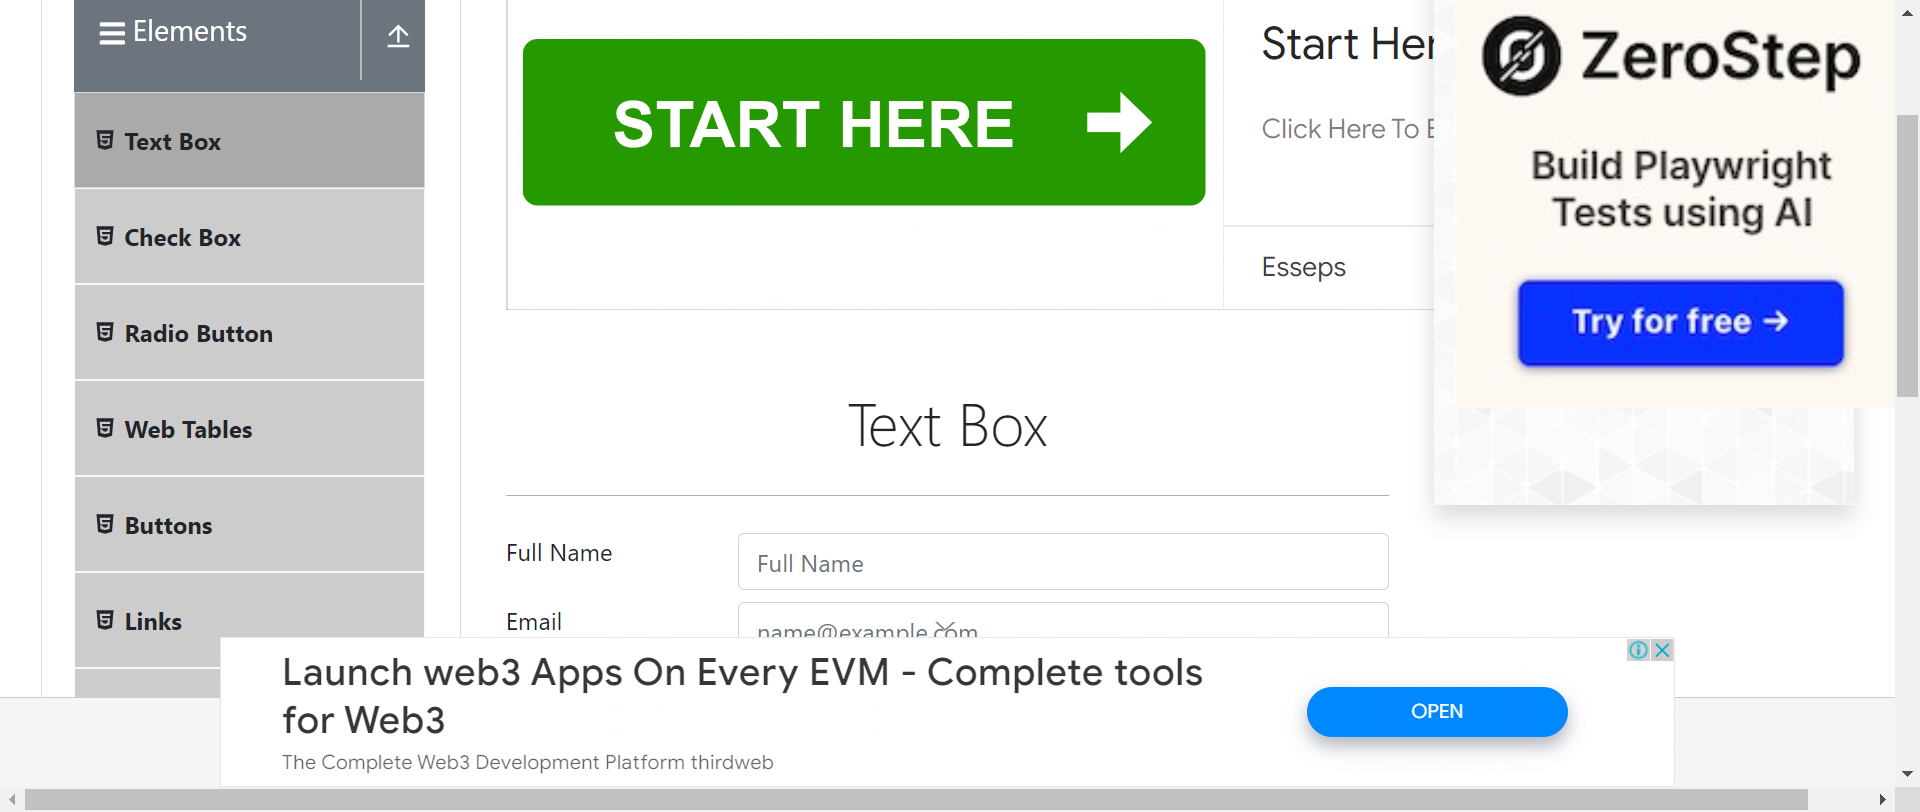 Elements
Text Box
Check Box
Radio Button
Web Tables
Buttons
Links
START HERE
Start Her
Click Here To
Esseps
ZeroStep
Build Playwright
Tests using AI
Try for free →
Text Box
Full Name
Full Name
Email
name@example.com
Launch web3 Apps On Every EVM - Complete tools
for Web3
The Complete Web3 Development Platform thirdweb
OPEN